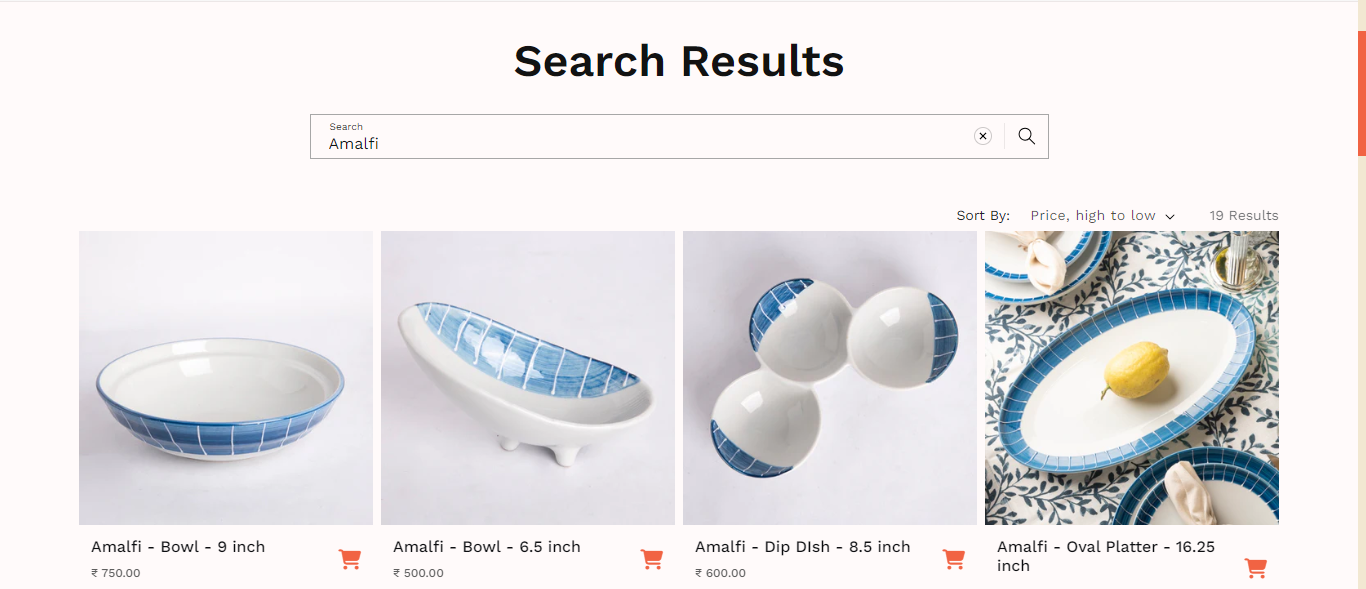 Search Results
Search
Amalfi
Sort By: Price, high to low 19 Results
Amalfi - Bowl - 9 inch
₹ 750.00
Amalfi - Bowl - 6.5 inch
₹ 500.00
Amalfi - Dip DIsh - 8.5 inch
₹ 600.00
Amalfi - Oval Platter - 16.25
inch